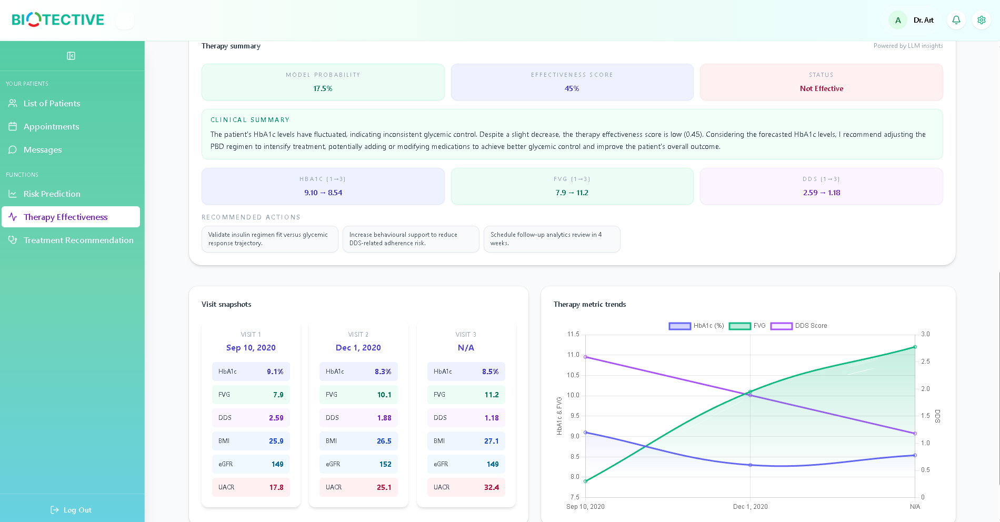 BIOTECTIVE
A
Dr. Art
YOUR PATIENTS
List of Patients
Appointments
Messages
FUNCTIONS
Risk Prediction
Therapy Effectiveness
Treatment Recommendation
Log Out
Therapy summary
Powered by LLM insights
MODEL PROBABILITY
17.5%
EFFECTIVENESS SCORE
45%
STATUS
Not Effective
CLINICAL SUMMARY
The patient's HbA1c levels have fluctuated, indicating inconsistent glycemic control. Despite a slight decrease, the therapy effectiveness score is low (0.45). Considering the forecasted HbA1c levels, I recommend adjusting the
PBD regimen to intensify treatment, potentially adding or modifying medications to achieve better glycemic control and improve the patient's overall outcome.
HBA1C (1→3)
9.10 → 8.54
FVG (1→3)
7.9 → 11.2
DDS (1→3)
2.59 → 1.18
RECOMMENDED ACTIONS
Validate insulin regimen fit versus glycemic
response trajectory.
Increase behavioural support to reduce
DDS-related adherence risk.
Schedule follow-up analytics review in 4
weeks.
Visit snapshots
VISIT 1
Sep 10, 2020
HbA1c 9.1%
FVG 7.9
DDS 2.59
BMI 25.9
eGFR 149
UACR 17.8
VISIT 2
Dec 1, 2020
HbA1c 8.3%
FVG 10.1
DDS 1.88
BMI 26.5
eGFR 152
UACR 25.1
VISIT 3
N/A
HbA1c 8.5%
FVG 11.2
DDS 1.18
BMI 27.1
eGFR 149
UACR 32.4
Therapy metric trends
HbA1c (%) FVG DDS Score
11.5
11.0
10.5
10.0
9.5
9.0
8.5
8.0
7.5
HbA1c & FVG
3.0
2.5
2.0
1.5
1.0
0.5
0
DDS
Sep 10, 2020
Dec 1, 2020
N/A